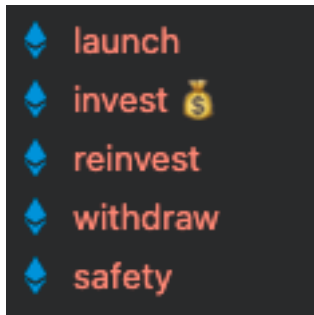 launch
invest 💰
reinvest
withdraw
safety